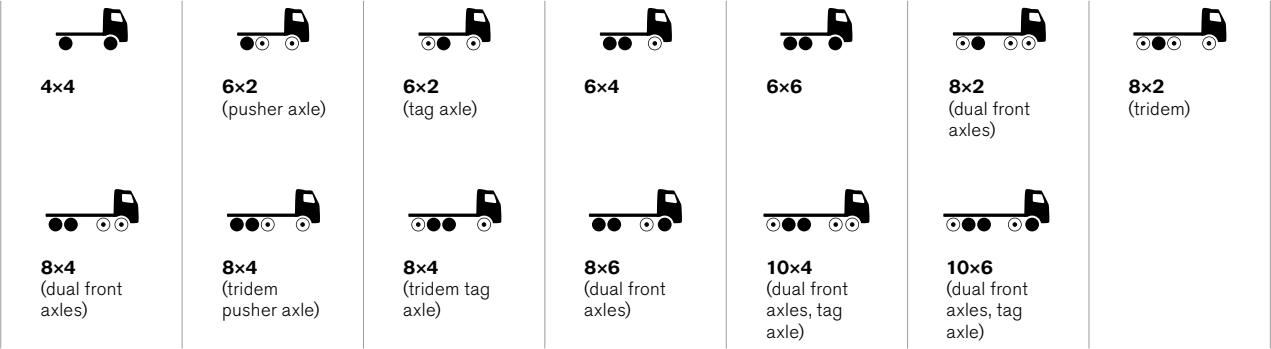 4×4
6×2
(pusher axle)
6×2
(tag axle)
6×4
6×6
8×2
(dual front
axles)
8×2
(tridem)
8×4
(dual front
axles)
8×4
(tridem
pusher axle)
8×4
(tridem tag
axle)
8×6
(dual front
axles)
10×4
(dual front
axles, tag
axle)
10×6
(dual front
axles, tag
axle)